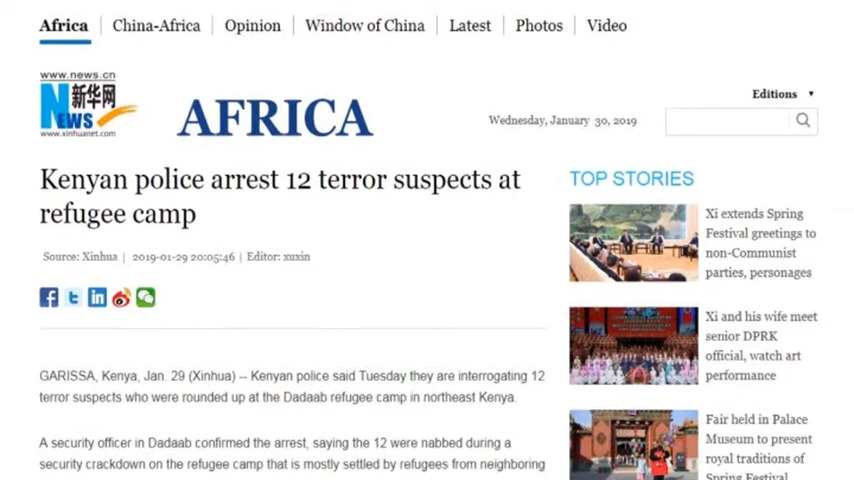 Africa China-Africa Opinion Window of China Latest Photos Video
www.news.cn
NEWS 新华网
www.xinhuanet.com
AFRICA
Editions ▼
Wednesday, January 30, 2019
Kenyan police arrest 12 terror suspects at
refugee camp
Source: Xinhua | 2019-01-29 20:05:46 | Editor: xuxin
GARISSA, Kenya, Jan. 29 (Xinhua) -- Kenyan police said Tuesday they are interrogating 12
terror suspects who were rounded up at the Dadaab refugee camp in northeast Kenya.
A security officer in Dadaab confirmed the arrest, saying the 12 were nabbed during a
security crackdown on the refugee camp that is mostly settled by refugees from neighboring
TOP STORIES
Xi extends Spring
Festival greetings to
non-Communist
parties, personages
Xi and his wife meet
senior DPRK
official, watch art
performance
Fair held in Palace
Museum to present
royal traditions of
Spring Festival